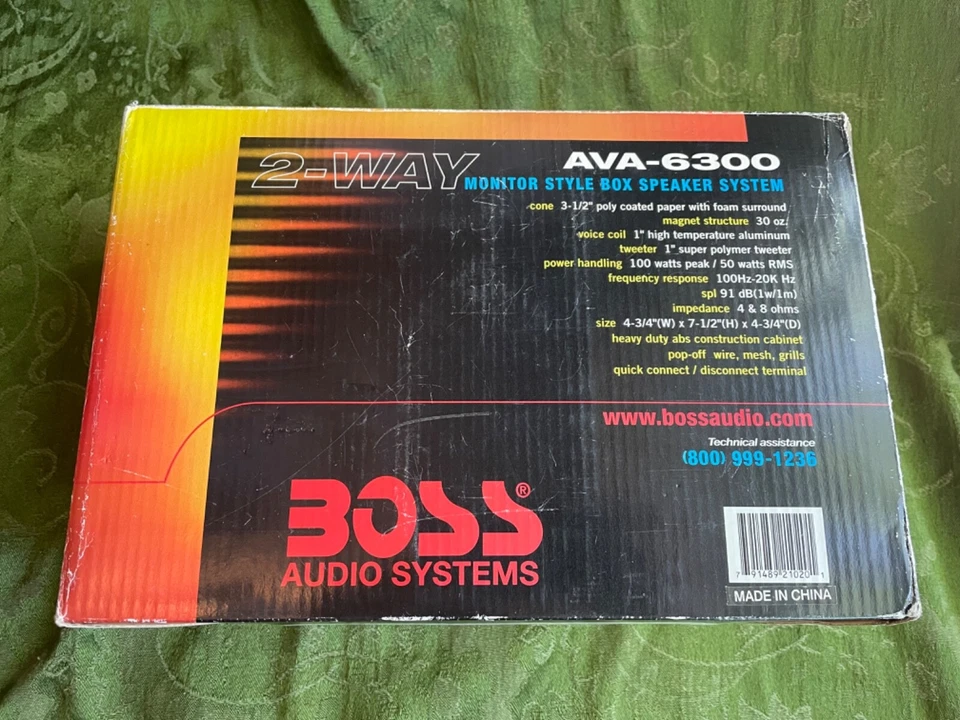 2-WAY
AVA-6300
MONITOR STYLE BOX SPEAKER SYSTEM
cone 3-1/2" poly coated paper with foam surround
magnet structure 30 oz.
voice coil 1" high temperature aluminum
tweeter 1" super polymer tweeter
power handling 100 watts peak / 50 watts RMS
frequency response 100Hz-20K Hz
spl 91 dB(1w/1m)
impedance 4 & 8 ohms
size 4-3/4"(W) x 7-1/2"(H) x 4-3/4"(D)
heavy duty abs construction cabinet
pop-off wire, mesh, grills
quick connect / disconnect terminal
www.bossaudio.com
Technical assistance
(800) 999-1236
BOSS®
AUDIO SYSTEMS
7 91489 21020 1
MADE IN CHINA